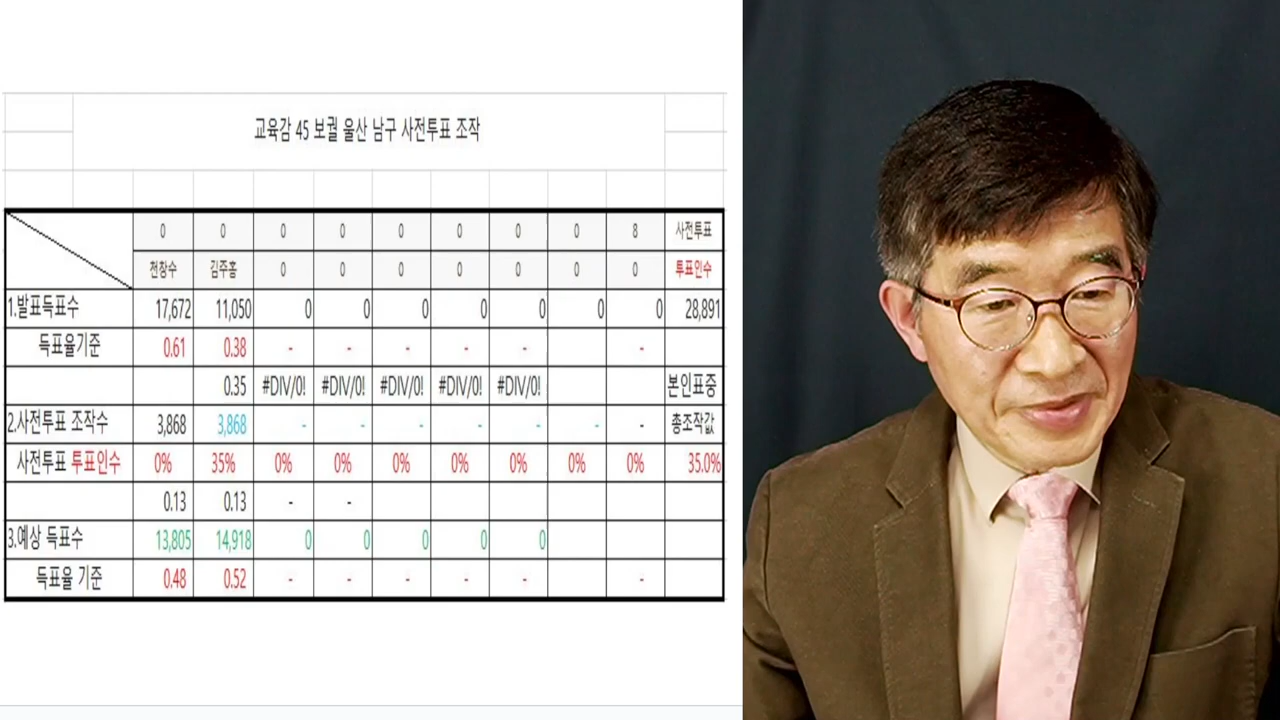 교육감 45 보궐 울산 남구 사전투표 조작
0 0 0 0 0 0 0 0 8 사전투표
천창수 김주홍 0 0 0 0 0 0 0 투표인수
1.발표득표수 17,672 11,050 0 0 0 0 0 0 0 28,891
득표율기준 0.61 0.38 - - - - - -
0.35 #DIV/0! #DIV/0! #DIV/0! #DIV/0! #DIV/0! 본인표증
2.사전투표 조작수 3,868 3,868 - - - - - - - 총조작값
사전투표 투표인수 0% 35% 0% 0% 0% 0% 0% 0% 0% 35.0%
0.13 0.13 - -
3.예상 득표수 13,805 14,918 0 0 0 0 0
득표율 기준 0.48 0.52 - - - - - -